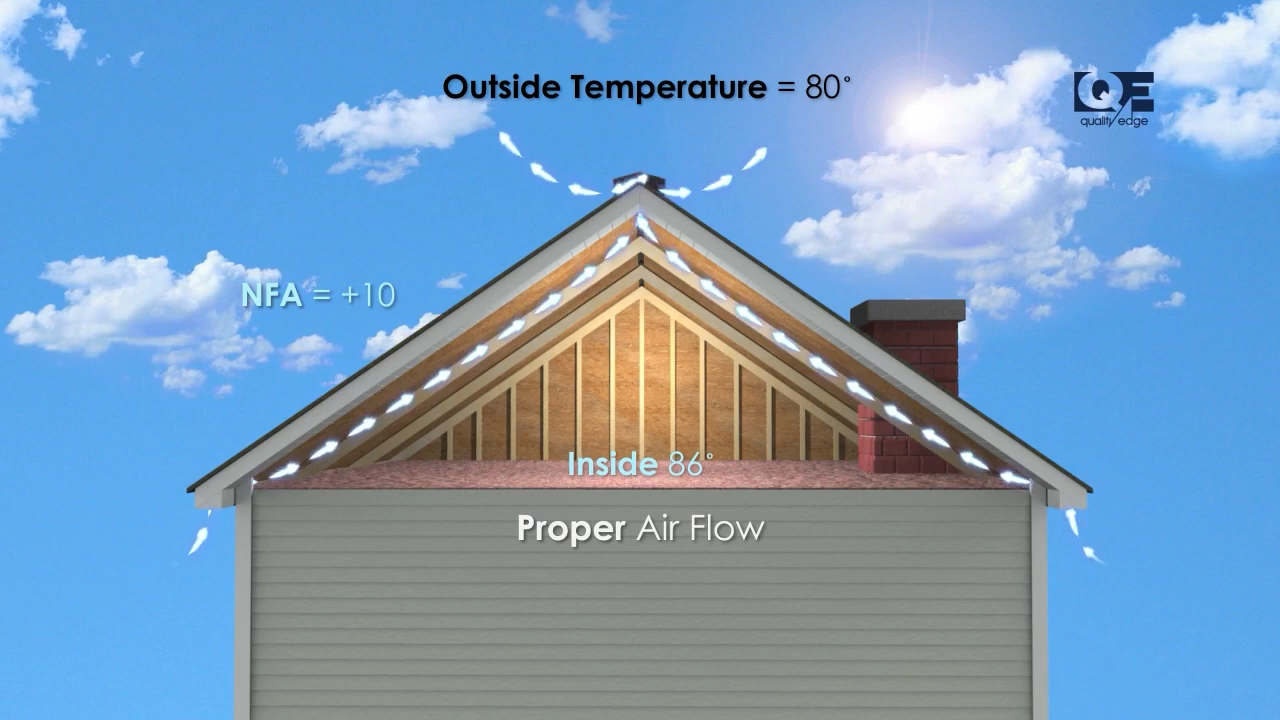 Outside Temperature = 80°
QE
quality edge
NFA = +10
Inside 86°
Proper Air Flow